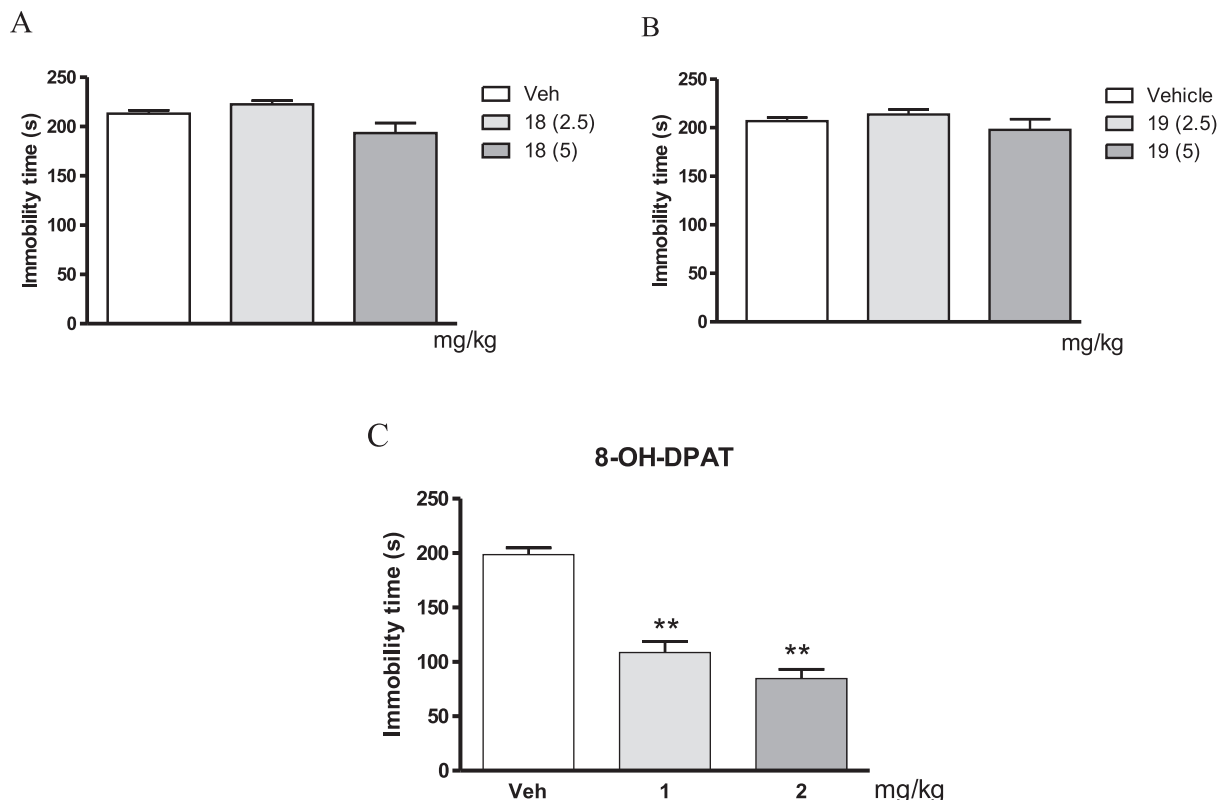 A
Immobility time (s)
250
200
150
100
50
0
Veh
18 (2.5)
18 (5)
mg/kg
B
Immobility time (s)
250
200
150
100
50
0
Vehicle
19 (2.5)
19 (5)
mg/kg
C
8-OH-DPAT
Immobility time (s)
250
200
150
100
50
0
**
**
Veh 1 2 mg/kg